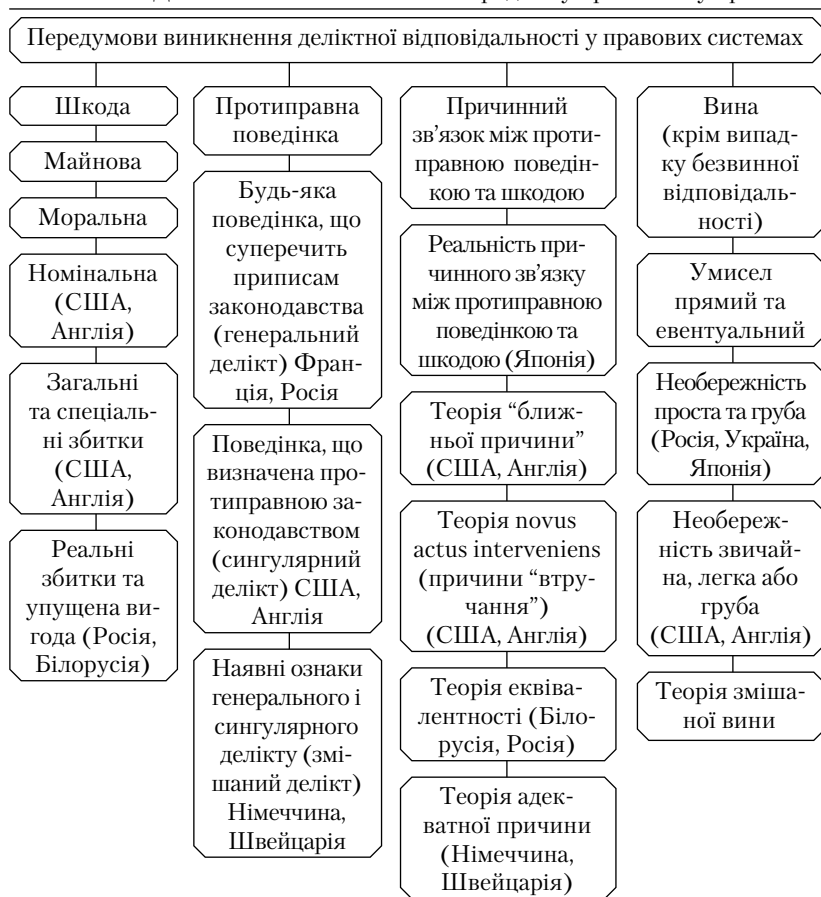 Передумови виникнення деліктної відповідальності у правових системах
Шкода
Майнова
Моральна
Номінальна
(США,
Англія)
Загальні
та спеціаль-
ні збитки
(США,
Англія)
Реальні
збитки та
упущена ви-
года (Росія,
Білорусія)
Протиправна
поведінка
Будь-яка
поведінка, що
суперечить
приписам
законодавства
(генеральний
делікт) Фран-
ція, Росія
Поведінка, що
визначена про-
типравною за-
конодавством
(сингулярний
делікт) США,
Англія
Наявні ознаки
генерального і
сингулярного
делікту (змі-
шаний делікт)
Німеччина,
Швейцарія
Причинний
зв’язок між проти-
правною поведін-
кою та шкодою
Реальність при-
чинного зв’язку
між протиправною
поведінкою та
шкодою (Японія)
Теорія “ближ-
ньої причини”
(США, Англія)
Теорія novus
actus interveniens
(причини “втру-
чання”)
(США, Англія)
Теорія еквіва-
лентності (Біло-
русія, Росія)
Теорія адек-
ватної причини
(Німеччина,
Швейцарія)
Вина
(крім випад-
ку безвинної
відповідаль-
ності)
Умисел
прямий та
евентуальний
Необережність
проста та груба
(Росія, Україна,
Японія)
Необереж-
ність звичай-
на, легка або
груба
(США, Англія)
Теорія зміша-
ної вини